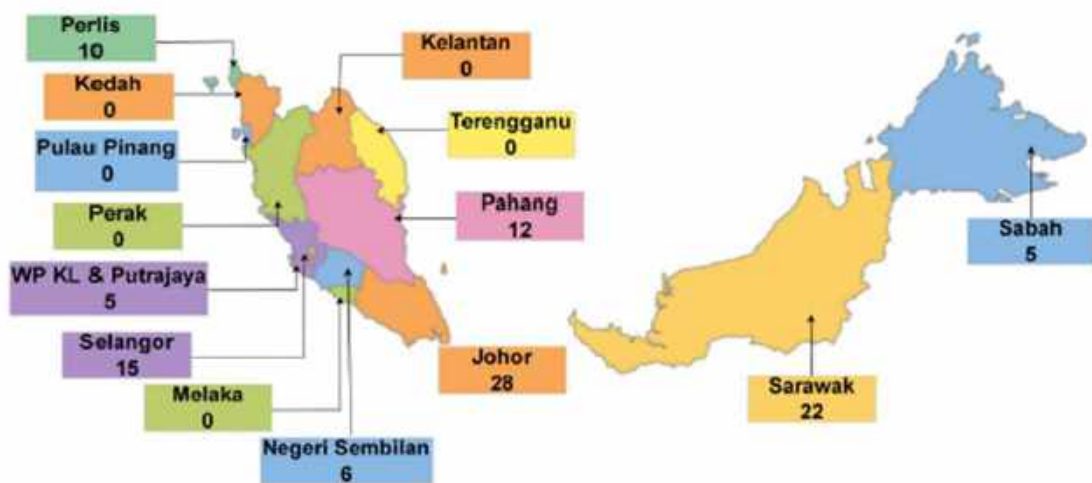 Perlis
10
Kedah
0
Pulau Pinang
0
Perak
0
WP KL & Putrajaya
5
Selangor
15
Melaka
0
Negeri Sembilan
6
Kelantan
0
Terengganu
0
Pahang
12
Johor
28
Sabah
5
Sarawak
22